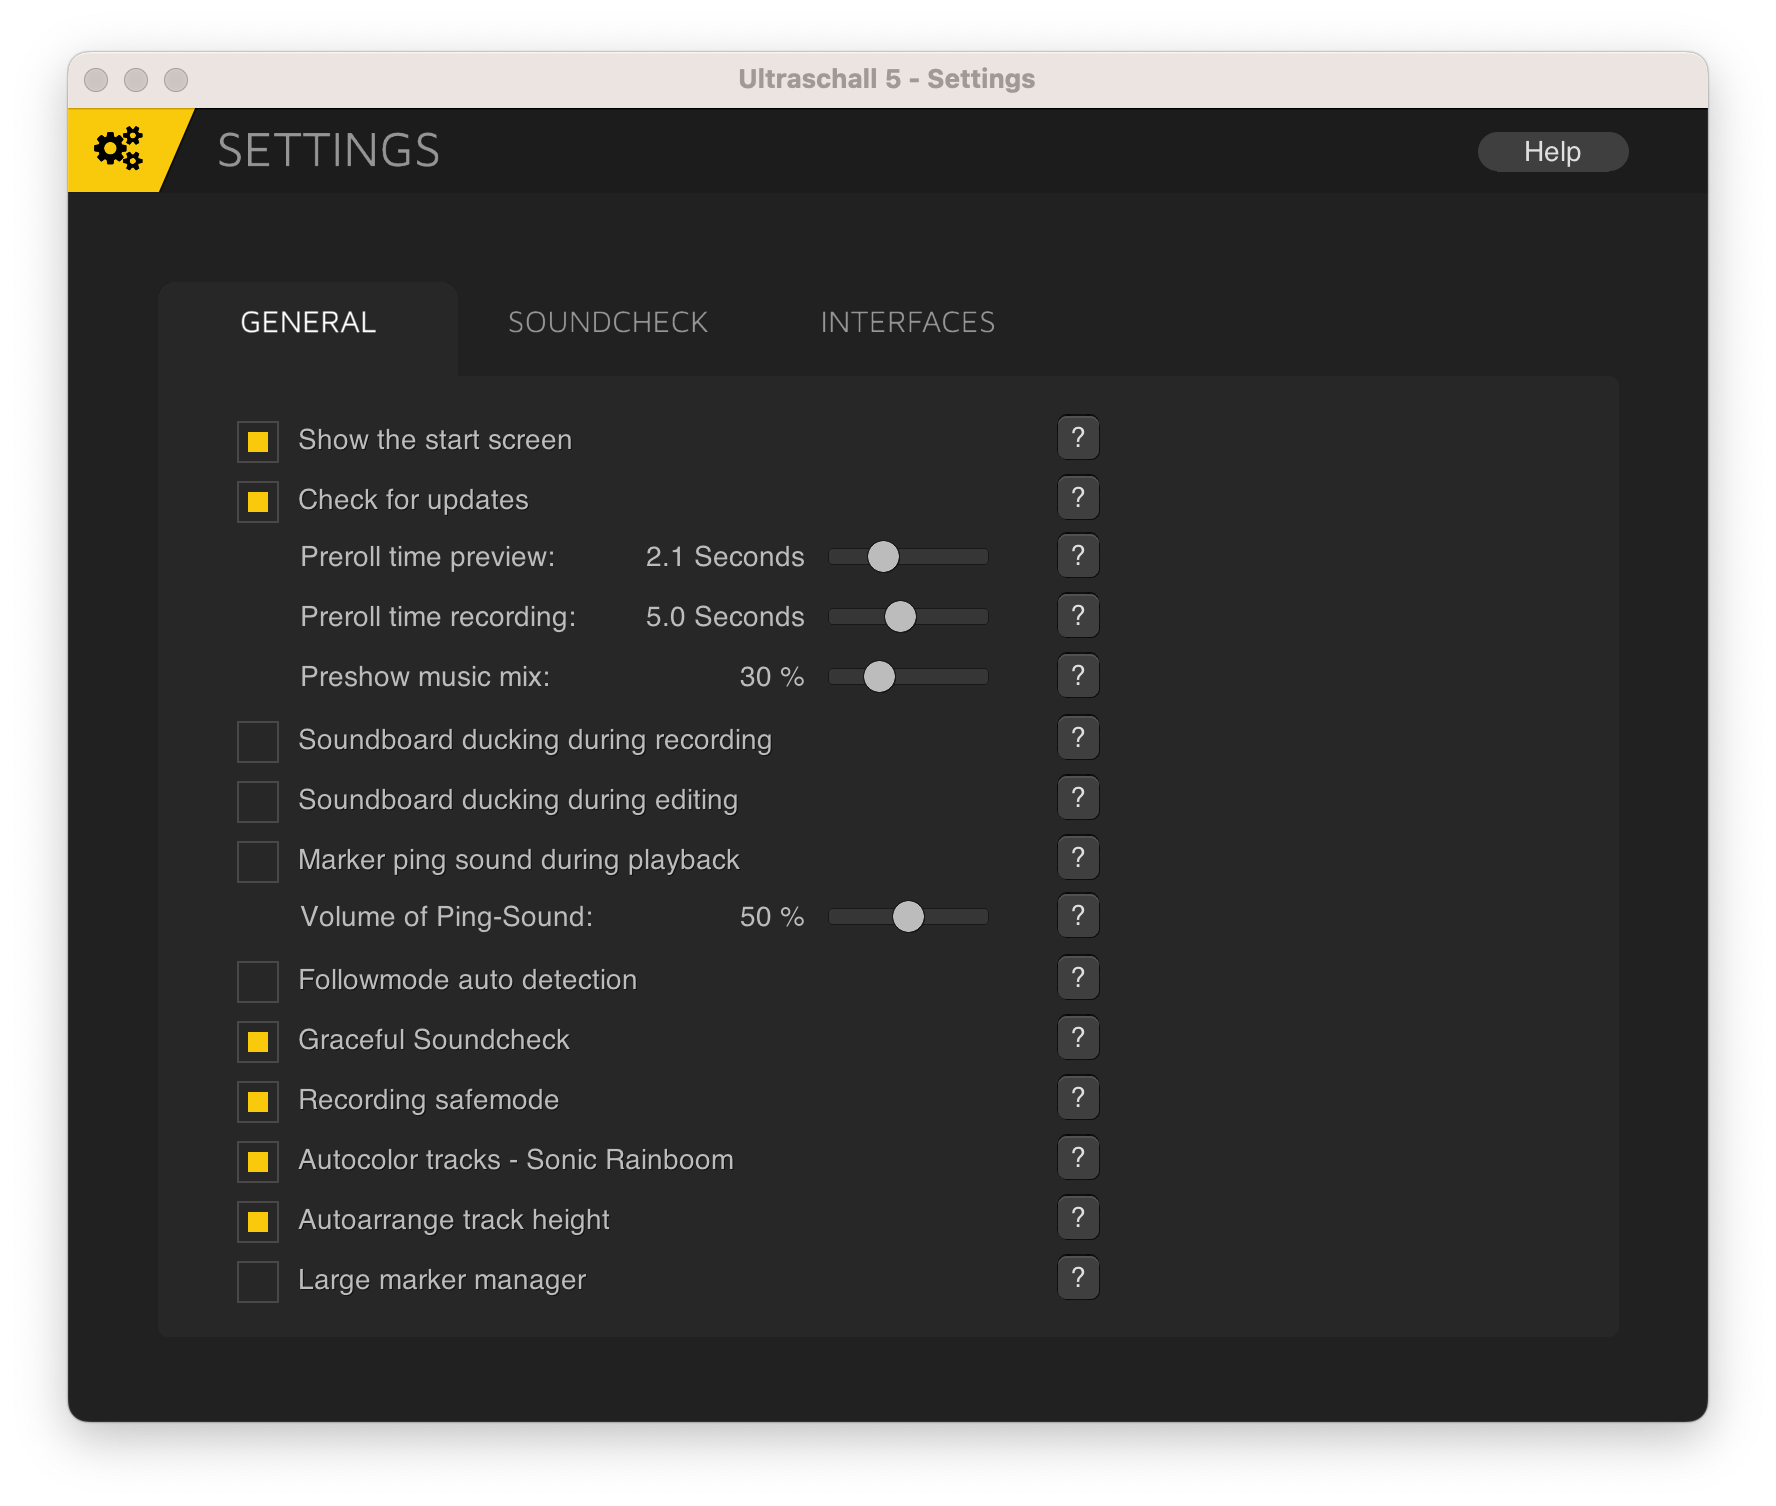 Ultraschall 5 - Settings
SETTINGS
Help
GENERAL SOUNDCHECK INTERFACES
Show the start screen ?
Check for updates ?
Preroll time preview: 2.1 Seconds ?
Preroll time recording: 5.0 Seconds ?
Preshow music mix: 30 % ?
Soundboard ducking during recording ?
Soundboard ducking during editing ?
Marker ping sound during playback ?
Volume of Ping-Sound: 50 % ?
Followmode auto detection ?
Graceful Soundcheck ?
Recording safemode ?
Autocolor tracks - Sonic Rainboom ?
Autoarrange track height ?
Large marker manager ?